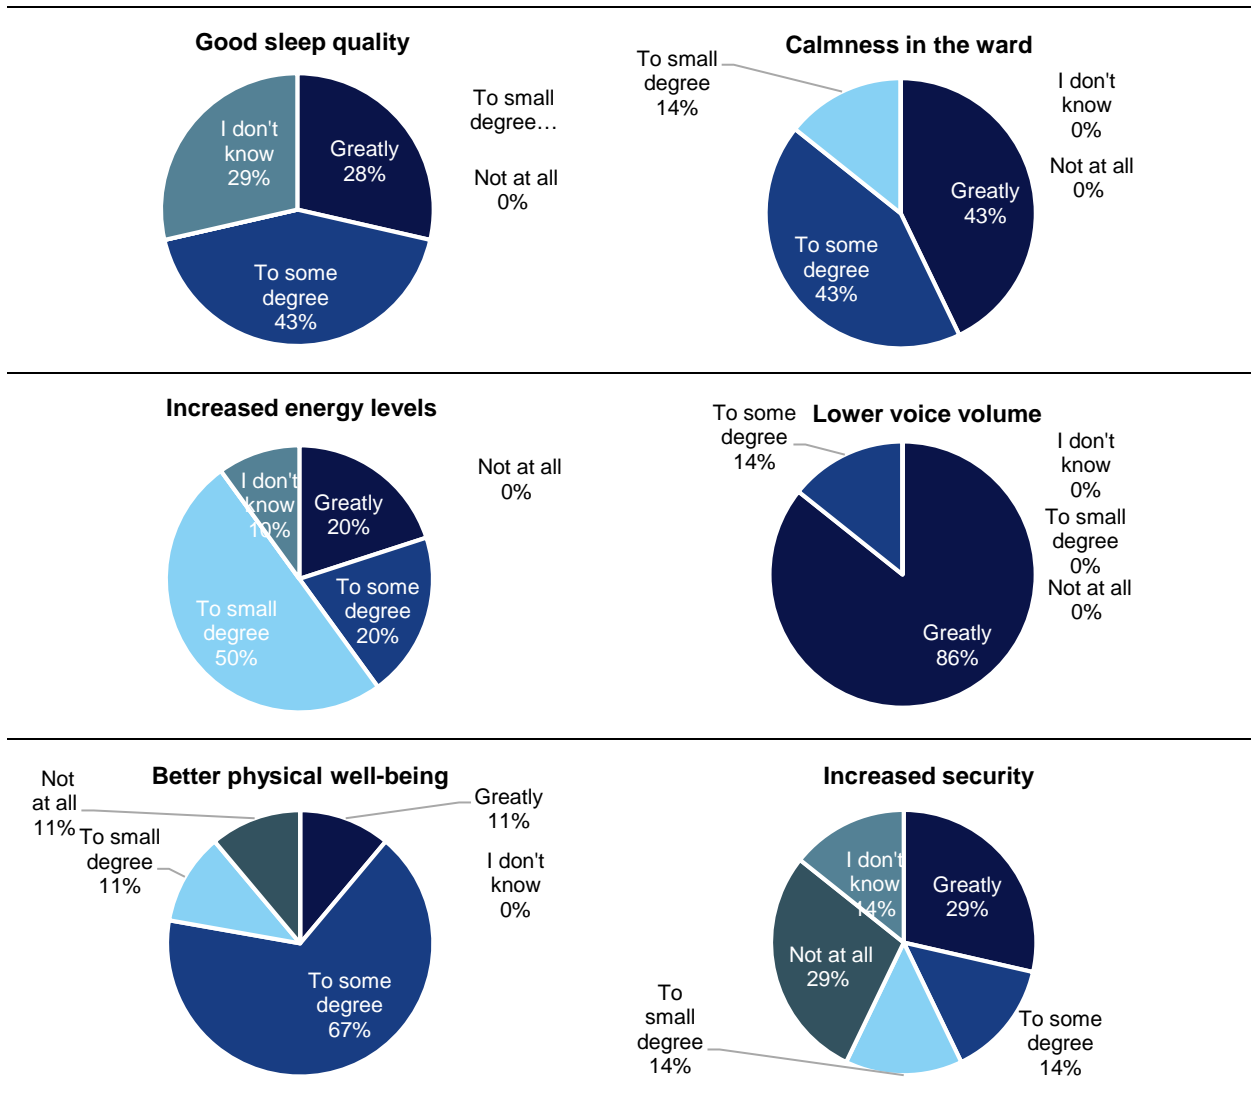 Good sleep quality
I don't
know
29%
Greatly
28%
To some
degree
43%
To small
degree…
Not at all
0%
Calmness in the ward
To small
degree
14%
Greatly
43%
To some
degree
43%
I don't
know
0%
Not at all
0%
Increased energy levels
I don't
know
10%
Greatly
20%
To some
degree
20%
To small
degree
50%
Not at all
0%
Lower voice volume
To some
degree
14%
Greatly
86%
I don't
know
0%
To small
degree
0%
Not at all
0%
Better physical well-being
Not
at all
11%
To small
degree
11%
Greatly
11%
I don't
know
0%
To some
degree
67%
Increased security
I don't
know
14%
Greatly
29%
Not at all
29%
To
small
degree
14%
To some
degree
14%